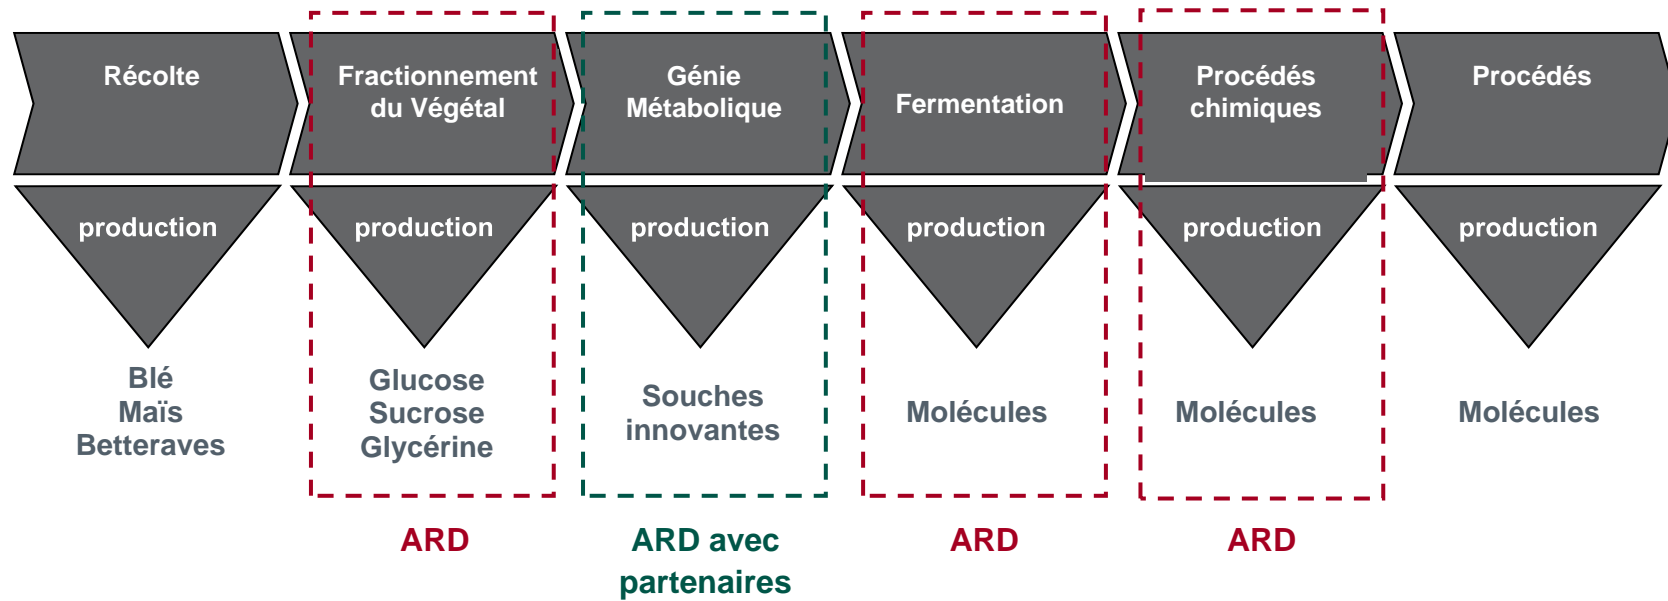 Récolte
Fractionnement
du Végétal
Génie
Métabolique
Fermentation
Procédés
chimiques
Procédés
production
production
production
production
production
production
Blé
Maïs
Betteraves
Glucose
Sucrose
Glycérine
Souches
innovantes
Molécules
Molécules
Molécules
ARD
ARD avec
partenaires
ARD
ARD